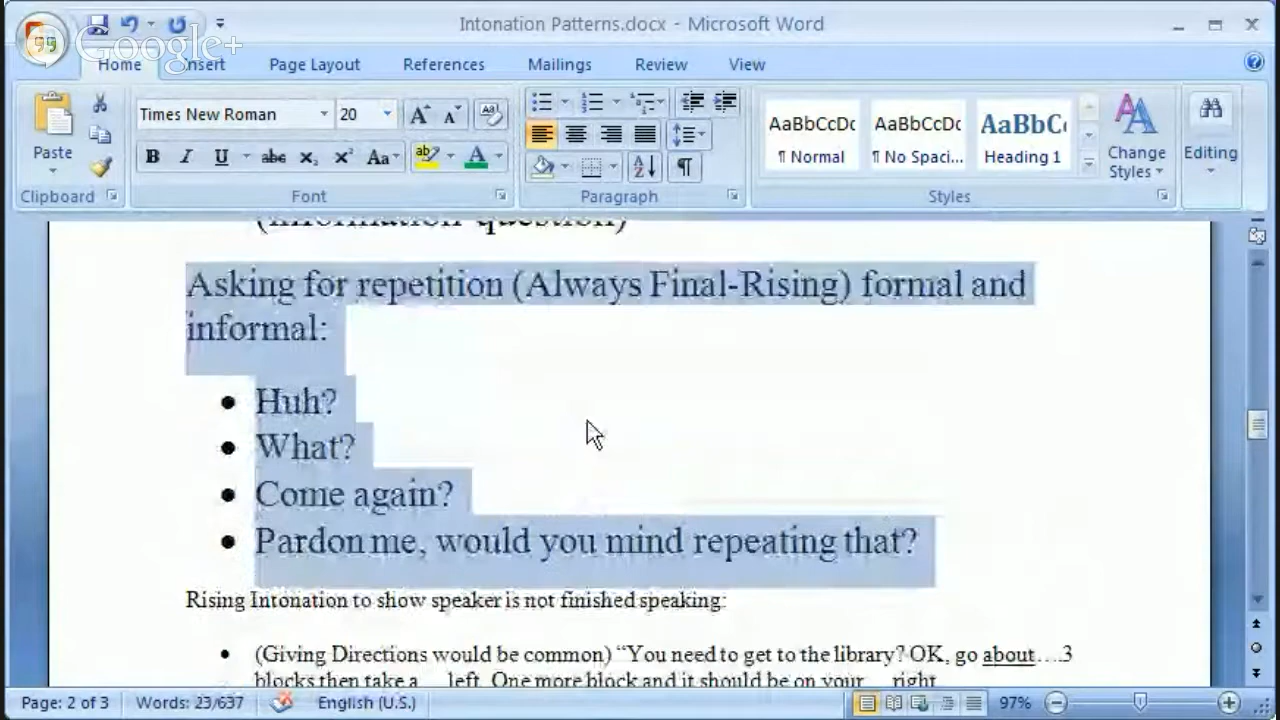 Intonation Patterns.docx - Microsoft Word
Google+
Home Insert Page Layout References Mailings Review View
Times New Roman 20
Paste
B I U abc X₂ X² Aa
AaBbCcDc AaBbCcDc AaBbC
¶ Normal ¶ No Spaci... Heading 1
Change Styles
Editing
Clipboard Font Paragraph Styles
(information question)
Asking for repetition (Always Final-Rising) formal and
informal:
• Huh?
• What?
• Come again?
• Pardon me, would you mind repeating that?
Rising Intonation to show speaker is not finished speaking:
• (Giving Directions would be common) “You need to get to the library? OK, go about….3
blocks then take a … left. One more block and it should be on your … right
Page: 2 of 3 Words: 23/637 English (U.S.) 97%